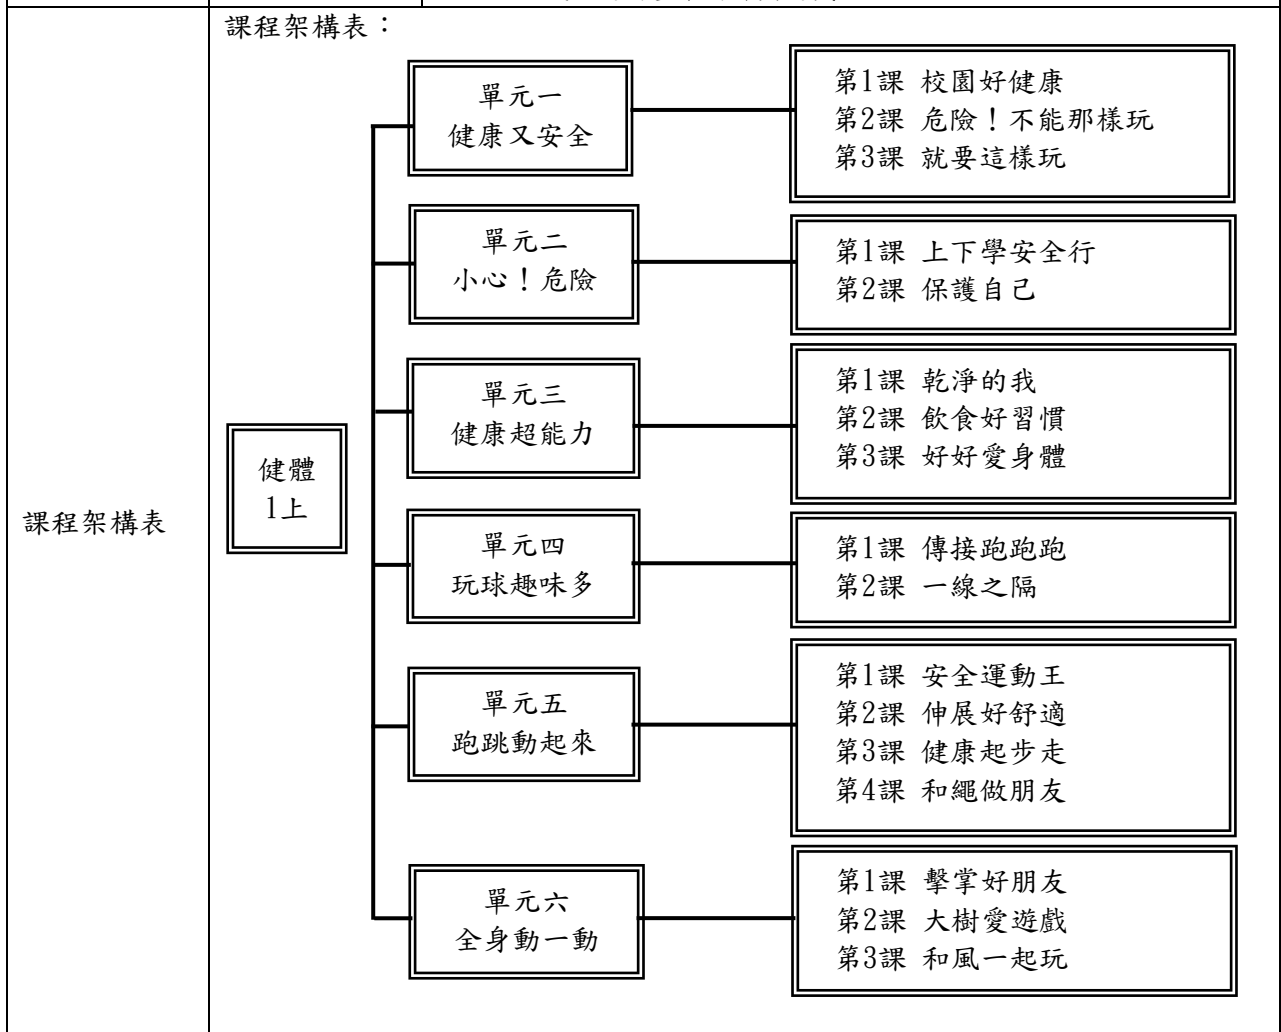 課程架構表
課程架構表：
健體
1上
單元一
健康又安全
第1課 校園好健康
第2課 危險！不能那樣玩
第3課 就要這樣玩
單元二
小心！危險
第1課 上下學安全行
第2課 保護自己
單元三
健康超能力
第1課 乾淨的我
第2課 飲食好習慣
第3課 好好愛身體
單元四
玩球趣味多
第1課 傳接跑跑跑
第2課 一線之隔
單元五
跑跳動起來
第1課 安全運動王
第2課 伸展好舒適
第3課 健康起步走
第4課 和繩做朋友
單元六
全身動一動
第1課 擊掌好朋友
第2課 大樹愛遊戲
第3課 和風一起玩